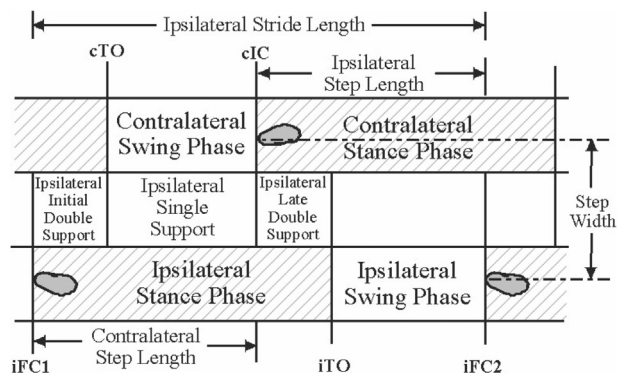 Ipsilateral Stride Length
cTO
cIC
Ipsilateral
Step Length
Contralateral
Swing Phase
Contralateral
Stance Phase
Ipsilateral
Initial
Double
Support
Ipsilateral
Single
Support
Ipsilateral
Late
Double
Support
Step
Width
Ipsilateral
Stance Phase
Ipsilateral
Swing Phase
Contralateral
Step Length
iFC1
iTO
iFC2